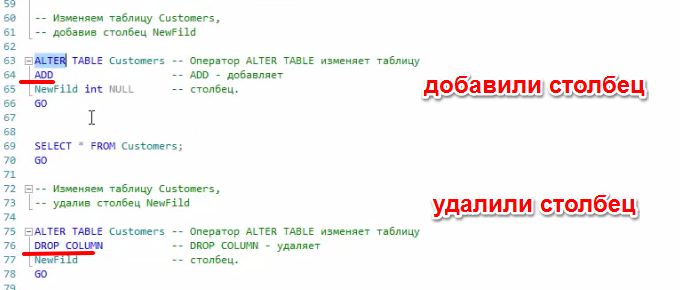 59
60 -- Изменяем таблицу Customers,
61 -- добавив столбец NewFild
62
63 ALTER TABLE Customers -- Оператор ALTER TABLE изменяет таблицу
64 ADD -- ADD - добавляет
65 NewFild int NULL -- столбец.
66 GO
добавили столбец
67
68
69 SELECT * FROM Customers;
70 GO
71
72 -- Изменяем таблицу Customers,
73 -- удалив столбец NewFild
удалили столбец
74
75 ALTER TABLE Customers -- Оператор ALTER TABLE изменяет таблицу
76 DROP COLUMN -- DROP COLUMN - удаляет
77 NewFild -- столбец.
78 GO
79